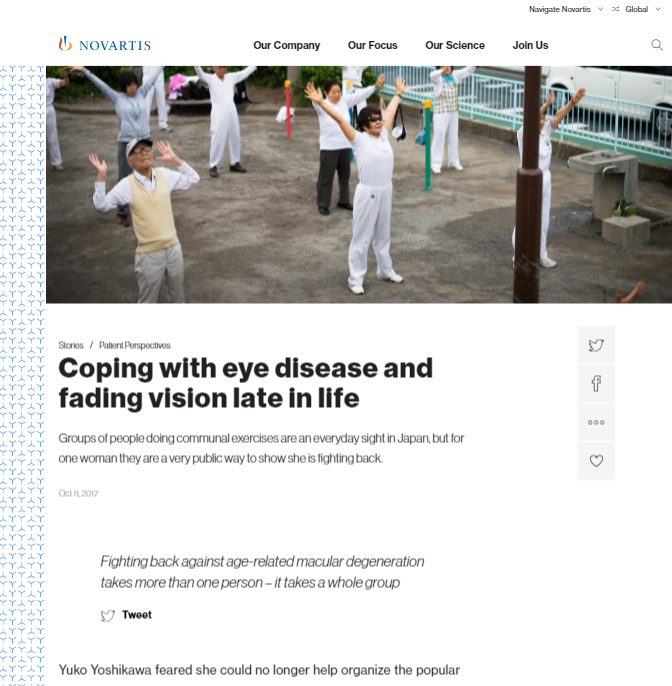 Navigate Novartis Global
NOVARTIS
Our Company Our Focus Our Science Join Us
Stories / Patient Perspectives
Coping with eye disease and
fading vision late in life
Groups of people doing communal exercises are an everyday sight in Japan, but for
one woman they are a very public way to show she is fighting back.
Oct 11, 2017
Fighting back against age-related macular degeneration
takes more than one person – it takes a whole group
Tweet
Yuko Yoshikawa feared she could no longer help organize the popular